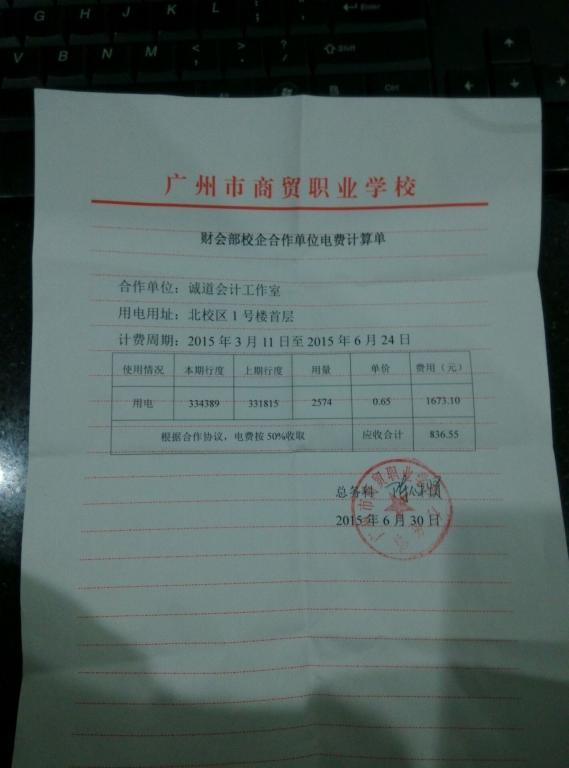 H J K L Enter
V B N M < , > . ? / Shift
Ctrl
广州市商贸职业学校
财会部校企合作单位电费计算单
合作单位：诚道会计工作室
用电用址：北校区1号楼首层
计费周期：2015年3月11日至2015年6月24日
使用情况 本期行度 上期行度 用量 单价 费用（元）
用电 334389 331815 2574 0.65 1673.10
根据合作协议，电费按50%收取 应收合计 836.55
总务科
2015年6月30日